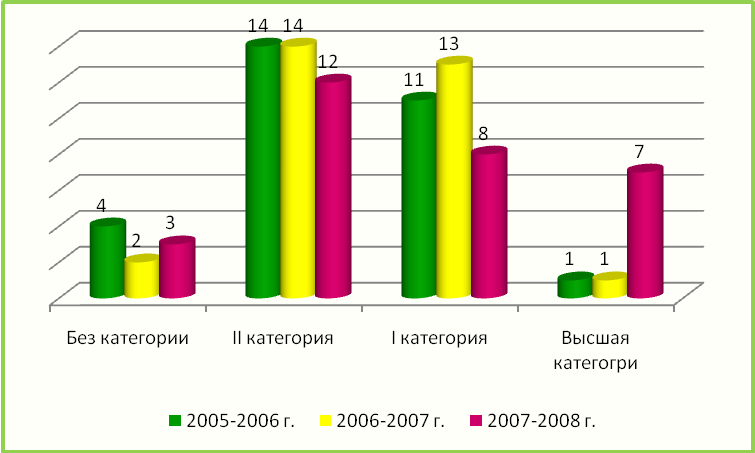 14 14
12
11
13
8
4
2
3
1 1
7
Без категории
II категория
I категория
Высшая
категогри
2005-2006 г. 2006-2007 г. 2007-2008 г.